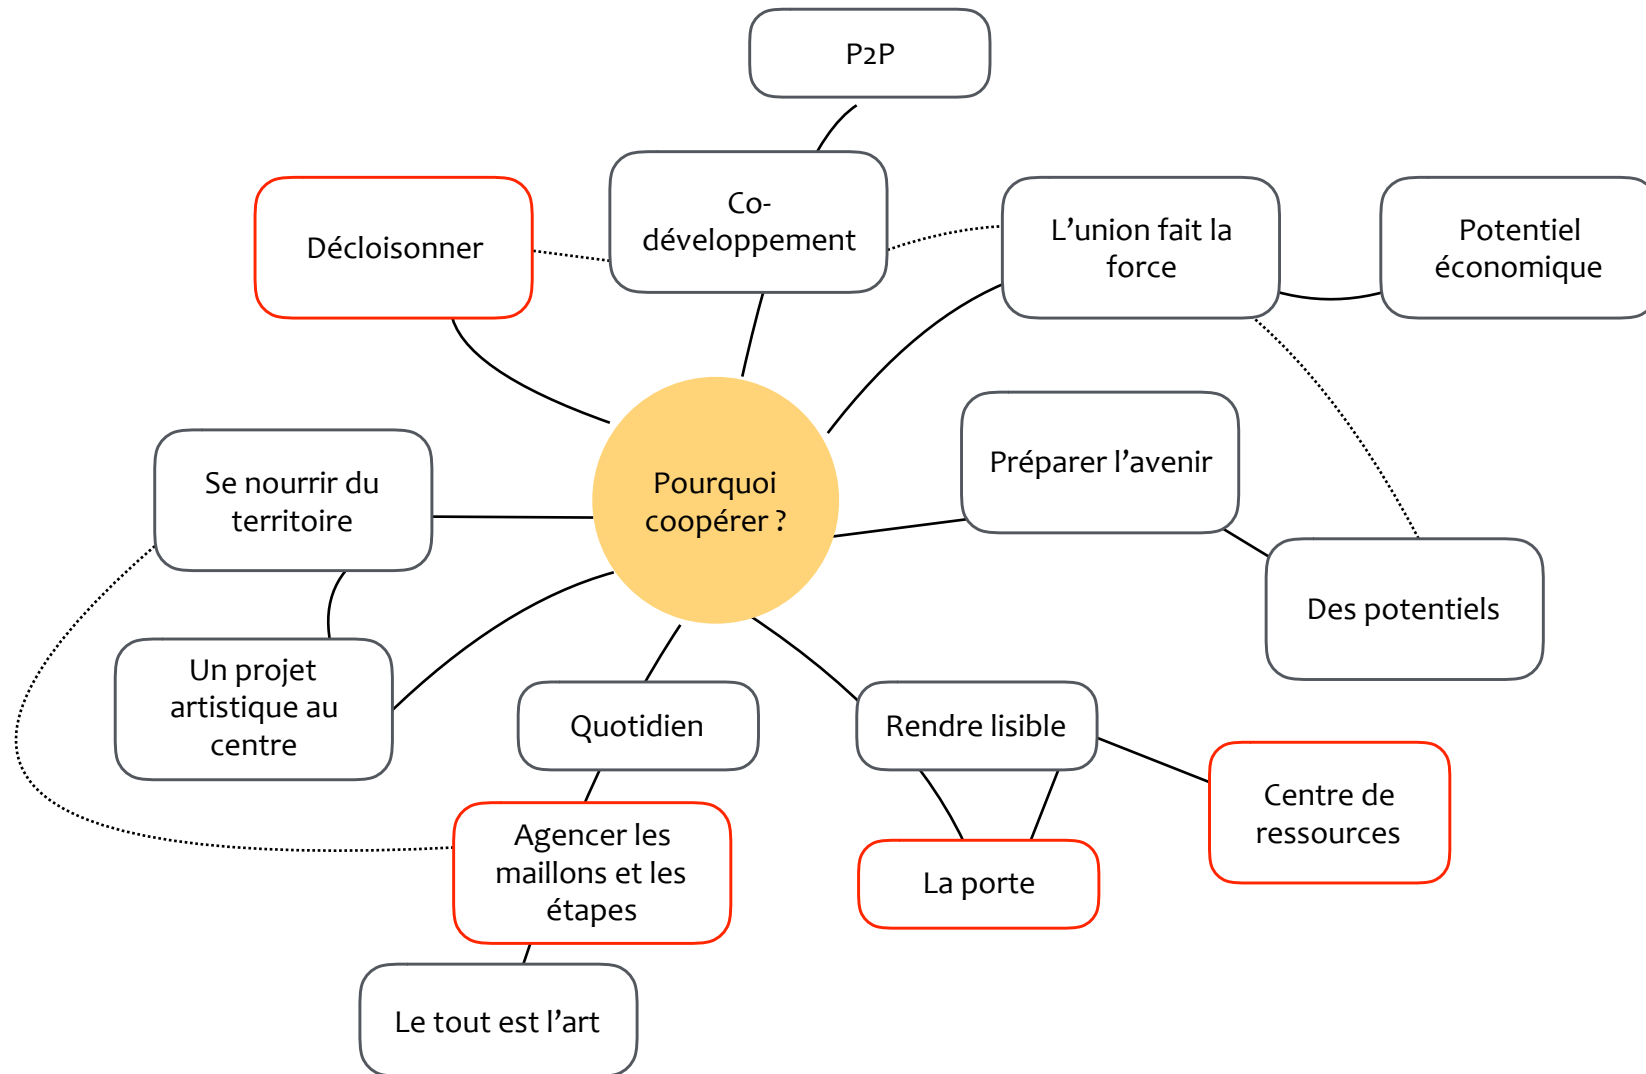 P2P
Co-
développement
Décloisonner
L’union fait la
force
Potentiel
économique
Préparer l’avenir
Pourquoi
coopérer ?
Se nourrir du
territoire
Des potentiels
Un projet
artistique au
centre
Quotidien
Rendre lisible
Centre de
ressources
Agencer les
maillons et les
étapes
La porte
Le tout est l’art